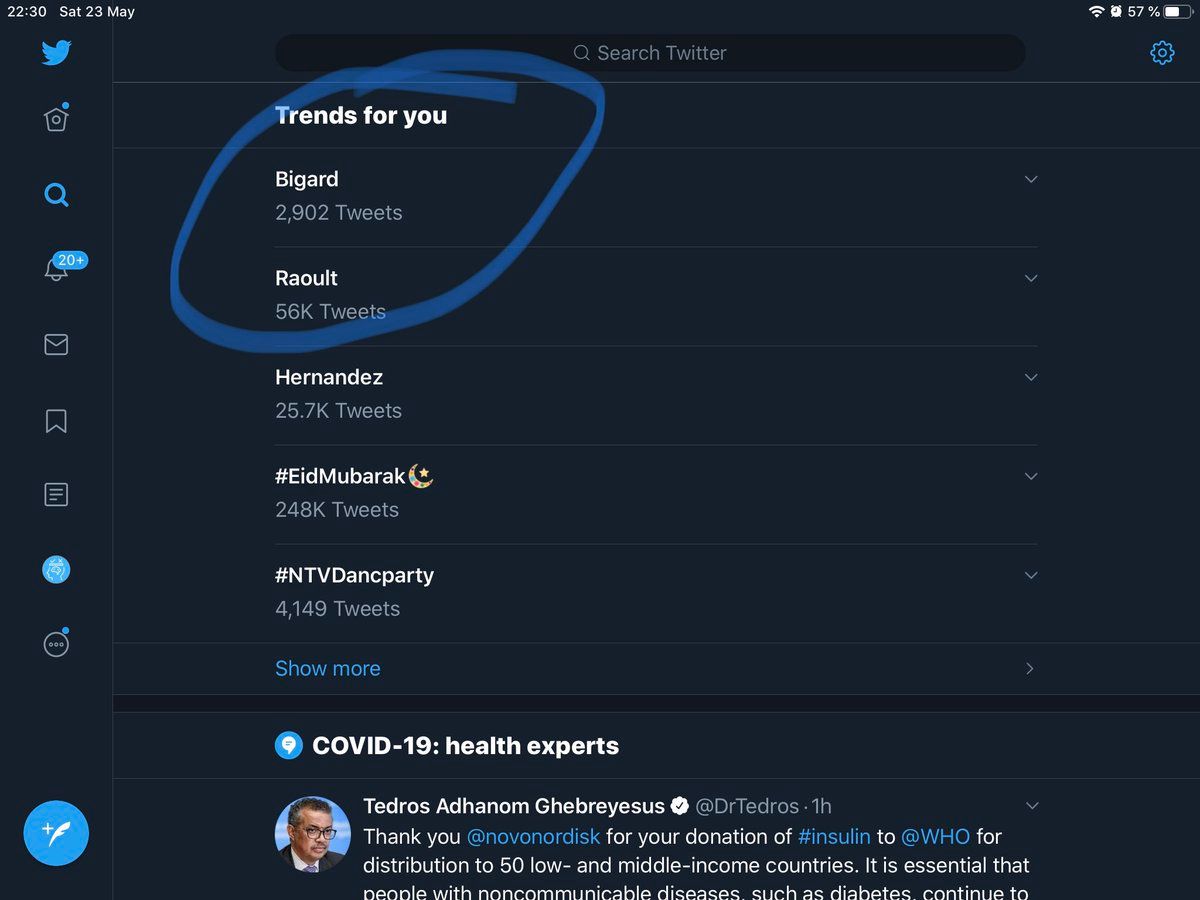 22:30 Sat 23 May
57 %
Search Twitter
Trends for you
Bigard
2,902 Tweets
20+
Raoult
56K Tweets
Hernandez
25.7K Tweets
#EidMubarak
248K Tweets
#NTVDancparty
4,149 Tweets
Show more
COVID-19: health experts
Tedros Adhanom Ghebreyesus @DrTedros · 1h
Thank you @novonordisk for your donation of #insulin to @WHO for
distribution to 50 low- and middle-income countries. It is essential that
people with noncommunicable diseases, such as diabetes, continue to